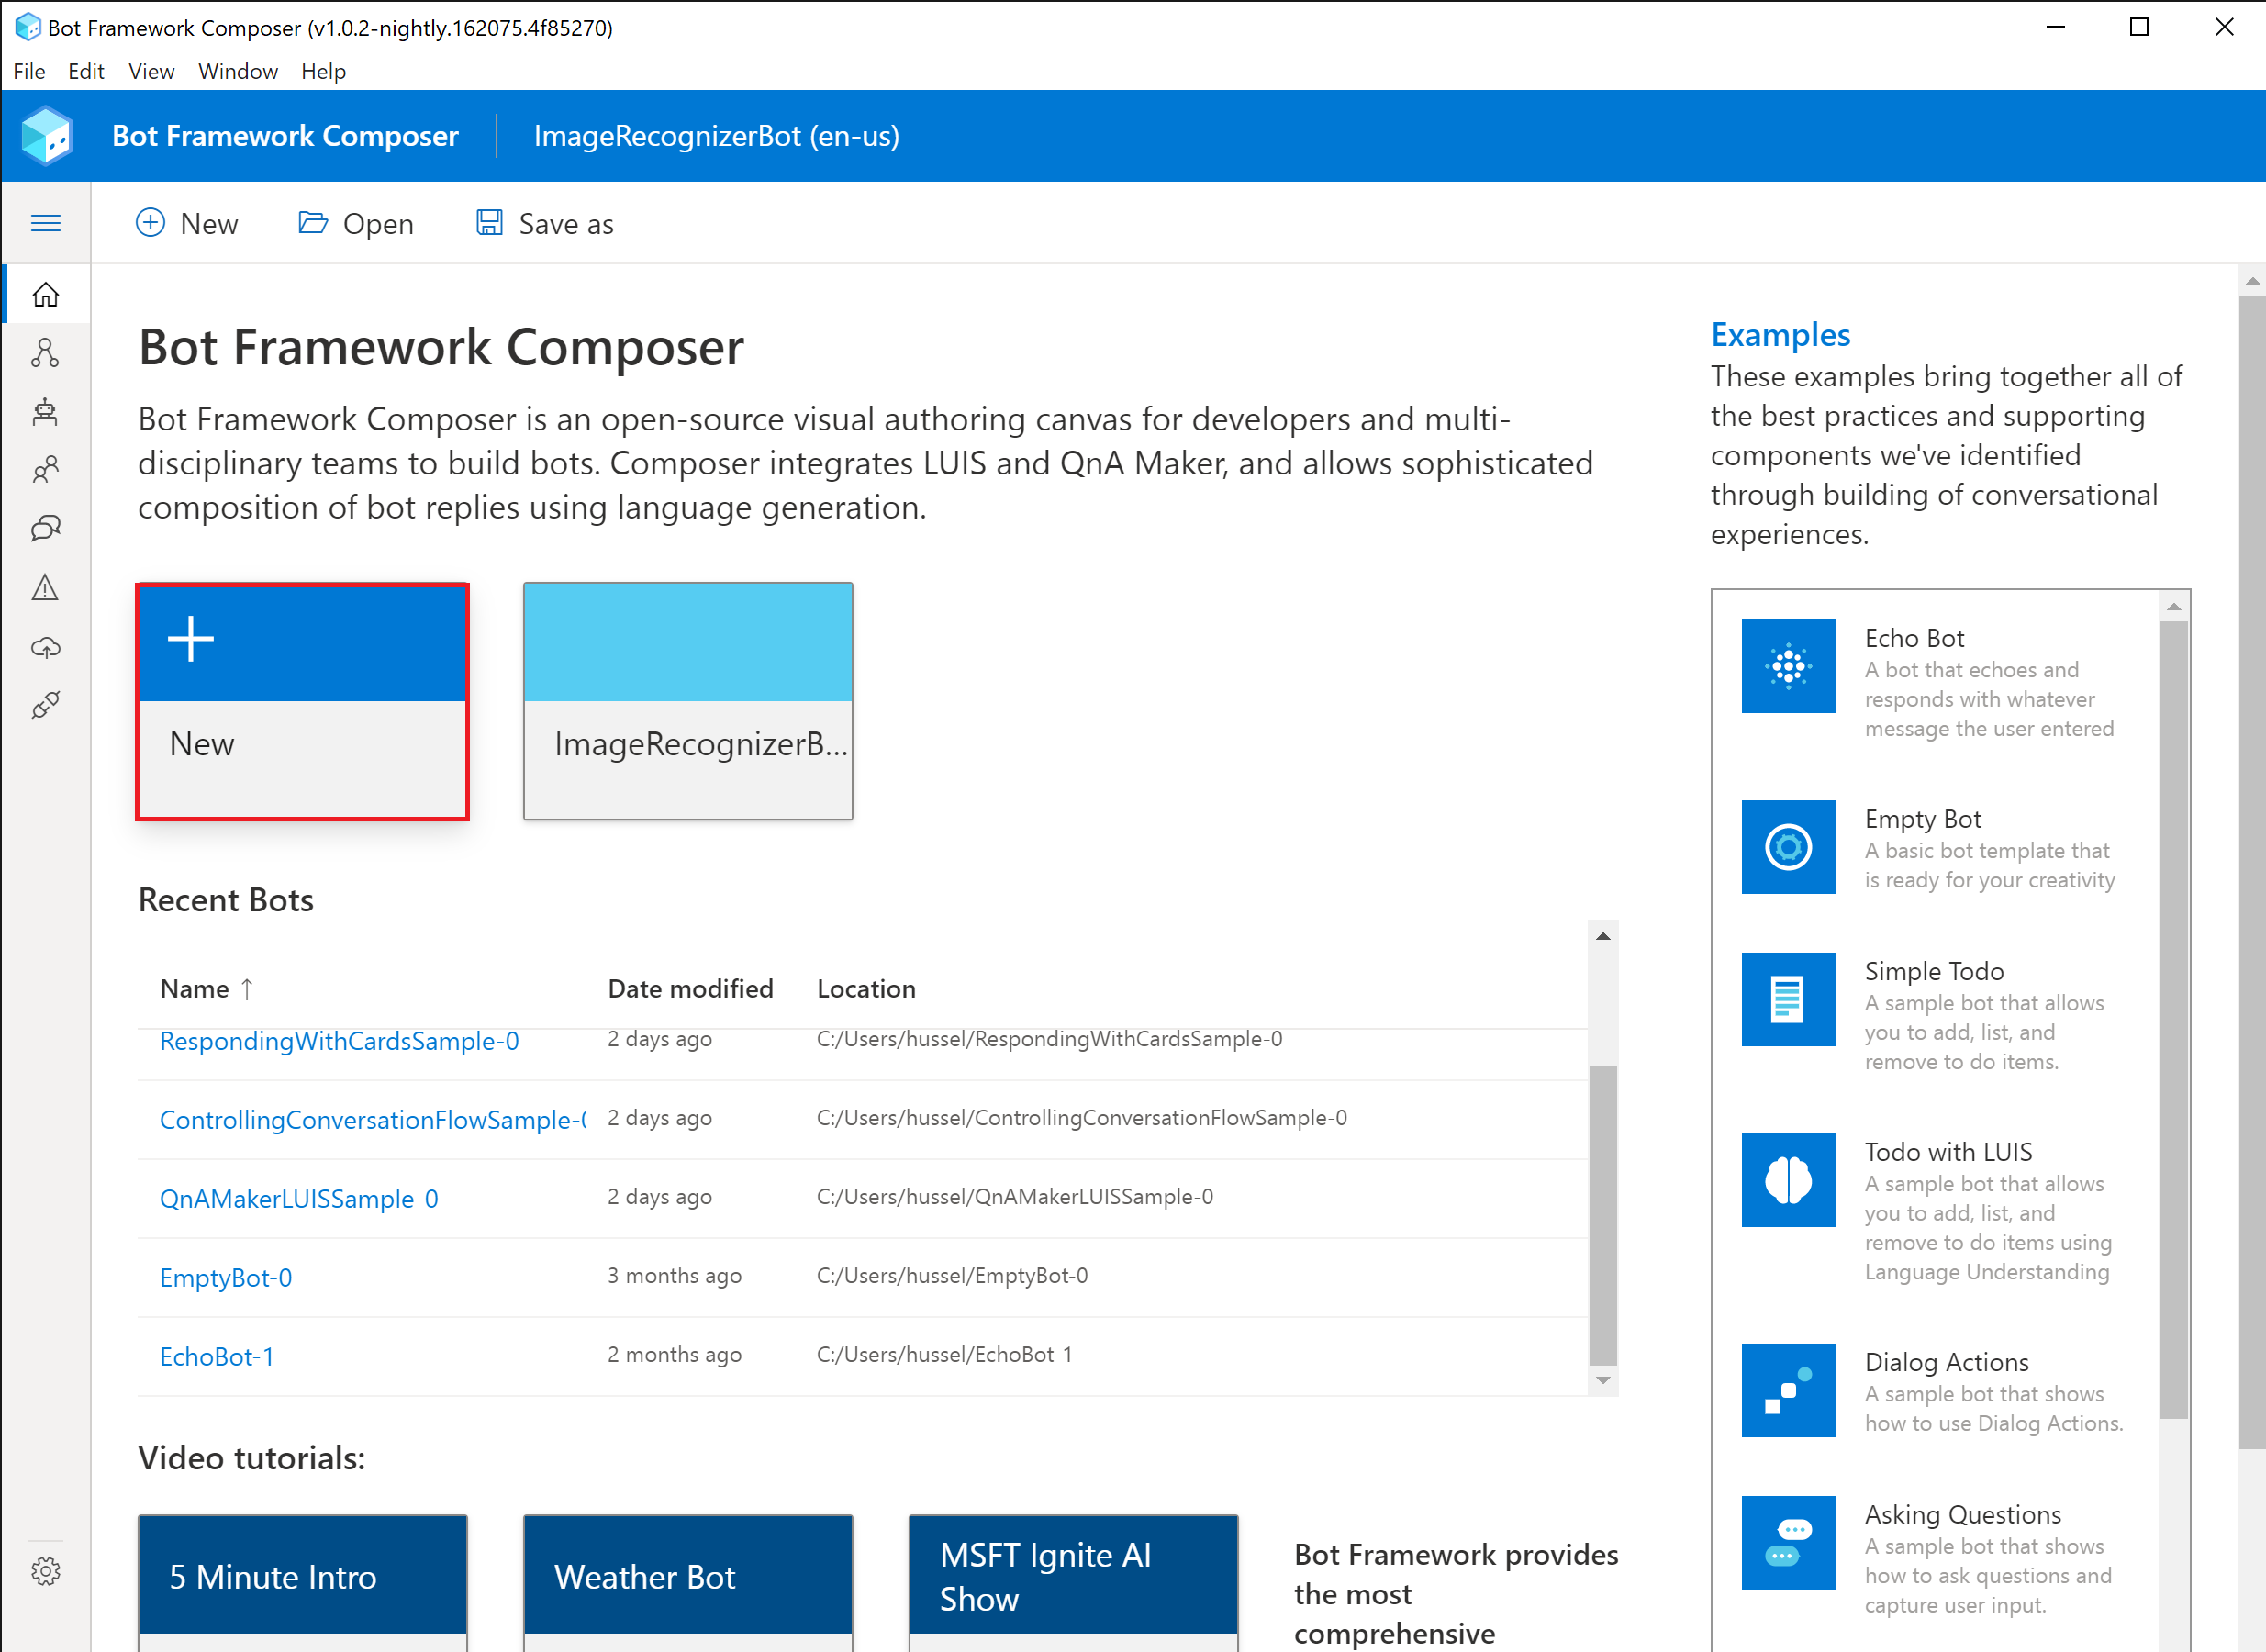 Bot Framework Composer (v1.0.2-nightly.162075.4f85270)
File Edit View Window Help
Bot Framework Composer ImageRecognizerBot (en-us)
New Open Save as
Bot Framework Composer
Bot Framework Composer is an open-source visual authoring canvas for developers and multi-
disciplinary teams to build bots. Composer integrates LUIS and QnA Maker, and allows sophisticated
composition of bot replies using language generation.
New
ImageRecognizerB...
Recent Bots
Name ↑ Date modified Location
RespondingWithCardsSample-0 2 days ago C:/Users/hussel/RespondingWithCardsSample-0
ControllingConversationFlowSample-0 2 days ago C:/Users/hussel/ControllingConversationFlowSample-0
QnAMakerLUISSample-0 2 days ago C:/Users/hussel/QnAMakerLUISSample-0
EmptyBot-0 3 months ago C:/Users/hussel/EmptyBot-0
EchoBot-1 2 months ago C:/Users/hussel/EchoBot-1
Video tutorials:
5 Minute Intro
Weather Bot
MSFT Ignite AI
Show
Bot Framework provides
the most
comprehensive
Examples
These examples bring together all of
the best practices and supporting
components we've identified
through building of conversational
experiences.
Echo Bot
A bot that echoes and
responds with whatever
message the user entered
Empty Bot
A basic bot template that
is ready for your creativity
Simple Todo
A sample bot that allows
you to add, list, and
remove to do items.
Todo with LUIS
A sample bot that allows
you to add, list, and
remove to do items using
Language Understanding
Dialog Actions
A sample bot that shows
how to use Dialog Actions.
Asking Questions
A sample bot that shows
how to ask questions and
capture user input.